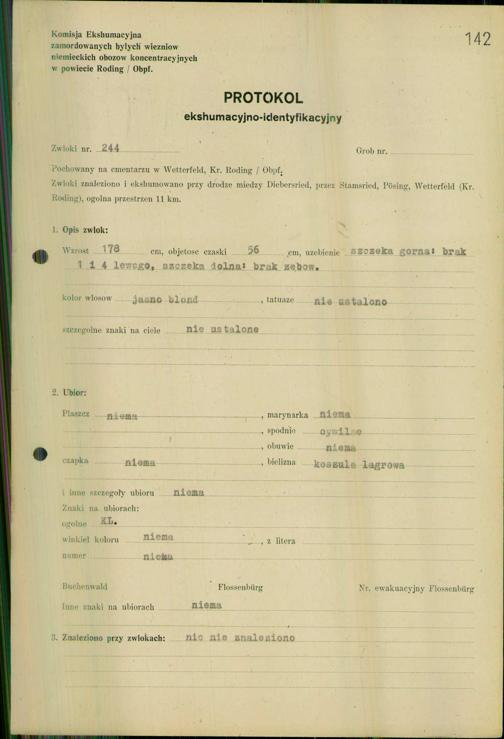 142
Komisja Ekshumacyjna
zamordowanych byłych wiezniow
niemieckich obozow koncentracyjnych
w powiecie Roding / Obpf.
PROTOKOL
ekshumacyjno-identyfikacyjny
Zwloki nr. 244 Grob nr.
Pochowany na cmentarzu w Wetterfeld, Kr. Roding / Obpf.
Zwloki znaleziono i ekshumowano przy drodze miedzy Diebersried, przez Stamsried, Pösing, Wetterfeld (Kr.
Roding), ogolna przestrzen 11 km.
1. Opis zwlok:
Wzrost 178 cm, objetosc czaski 56 cm, uzebienie szczeka gorna: brak
1 i 4 lewego, szczeka dolna: brak zębow.
kolor wlosow jasno blond , tatuaze nie ustalono
szczegolne znaki na ciele nie ustalone
2. Ubior:
Plaszcz niema , marynarka niema
, spodnie cywilne
, obuwie niema
czapka niema , bielizna koszula lagrowa
i inne szczegoły ubioru niema
Znaki na ubiorach:
ogolne KL.
winkiel koloru niema , z litera
numer niema
Buchenwald Flossenbürg Nr. ewakuacyjny Flossenbürg
Inne znaki na ubiorach niema
3. Znaleziono przy zwlokach: nic nie znaleziono